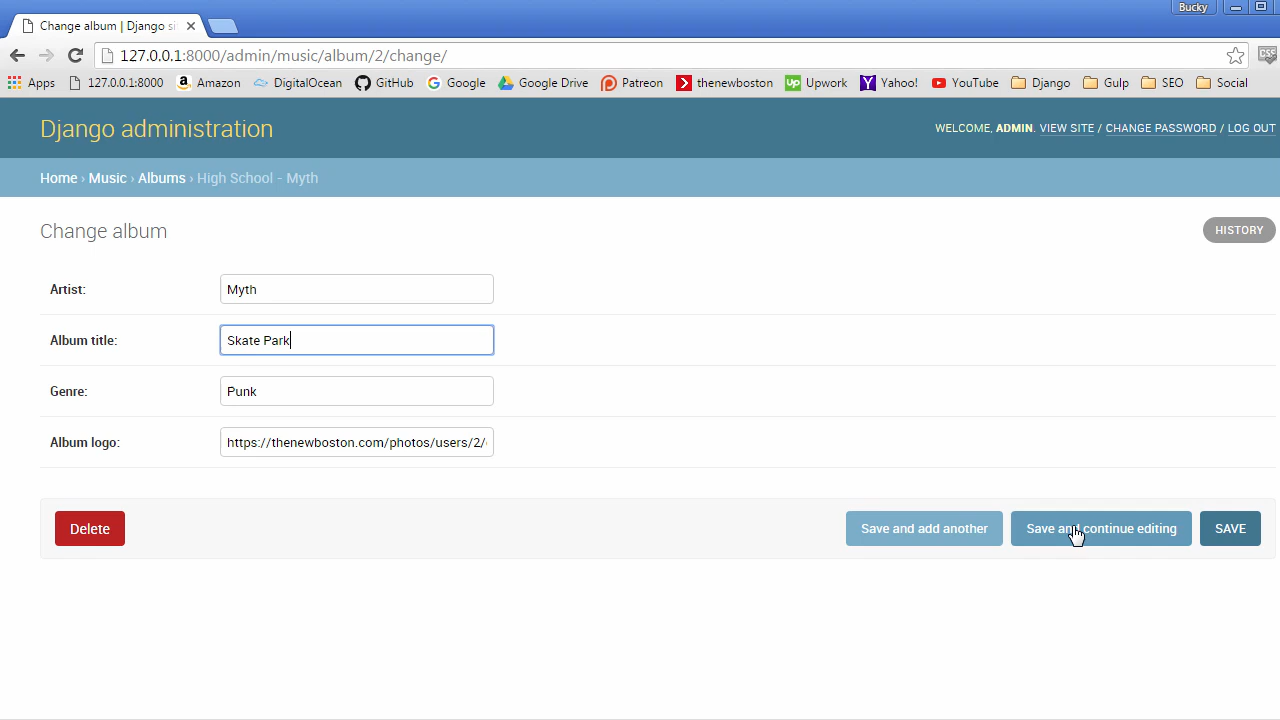 Bucky
Change album | Django si
127.0.0.1:8000/admin/music/album/2/change/
CSS
Apps 127.0.0.1:8000 Amazon DigitalOcean GitHub Google Google Drive Patreon thenewboston Upwork Yahoo! YouTube Django Gulp SEO Social
Django administration
WELCOME, ADMIN. VIEW SITE / CHANGE PASSWORD / LOG OUT
Home › Music › Albums › High School - Myth
Change album
HISTORY
Artist: Myth
Album title: Skate Park
Genre: Punk
Album logo: https://thenewboston.com/photos/users/2/
Delete Save and add another Save and continue editing SAVE